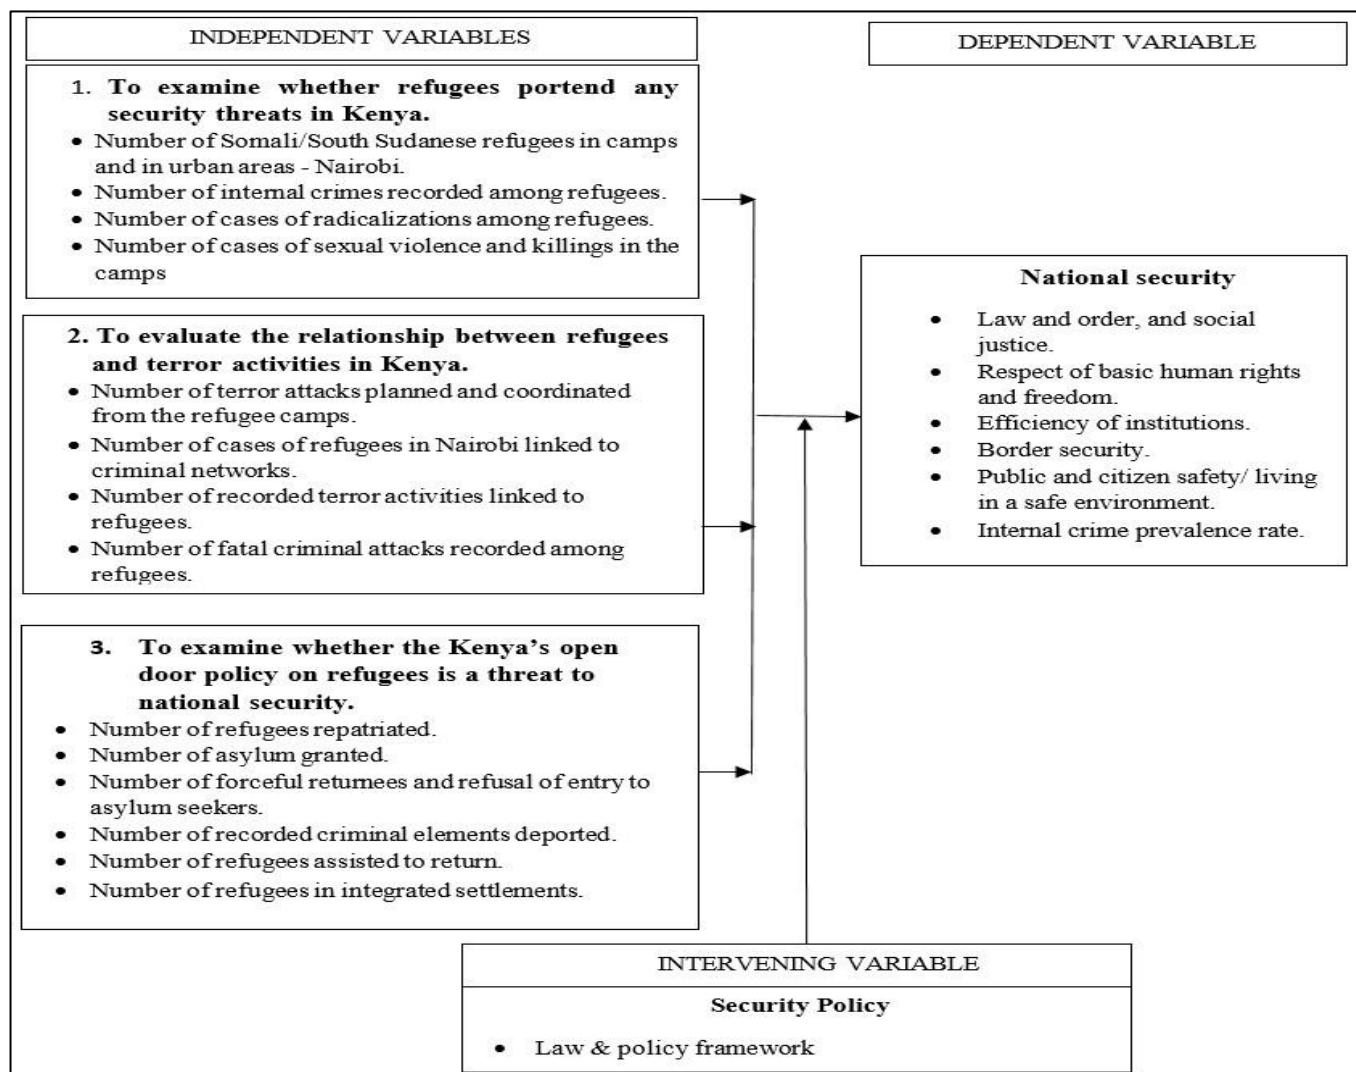 INDEPENDENT VARIABLES
1. To examine whether refugees portend any
security threats in Kenya.
• Number of Somali/South Sudanese refugees in camps
and in urban areas - Nairobi.
• Number of internal crimes recorded among refugees.
• Number of cases of radicalizations among refugees.
• Number of cases of sexual violence and killings in the
camps
2. To evaluate the relationship between refugees
and terror activities in Kenya.
• Number of terror attacks planned and coordinated
from the refugee camps.
• Number of cases of refugees in Nairobi linked to
criminal networks.
• Number of recorded terror activities linked to
refugees.
• Number of fatal criminal attacks recorded among
refugees.
3. To examine whether the Kenya’s open
door policy on refugees is a threat to
national security.
• Number of refugees repatriated.
• Number of asylum granted.
• Number of forceful returnees and refusal of entry to
asylum seekers.
• Number of recorded criminal elements deported.
• Number of refugees assisted to return.
• Number of refugees in integrated settlements.
DEPENDENT VARIABLE
National security
• Law and order, and social
justice.
• Respect of basic human rights
and freedom.
• Efficiency of institutions.
• Border security.
• Public and citizen safety/ living
in a safe environment.
• Internal crime prevalence rate.
INTERVENING VARIABLE
Security Policy
• Law & policy framework